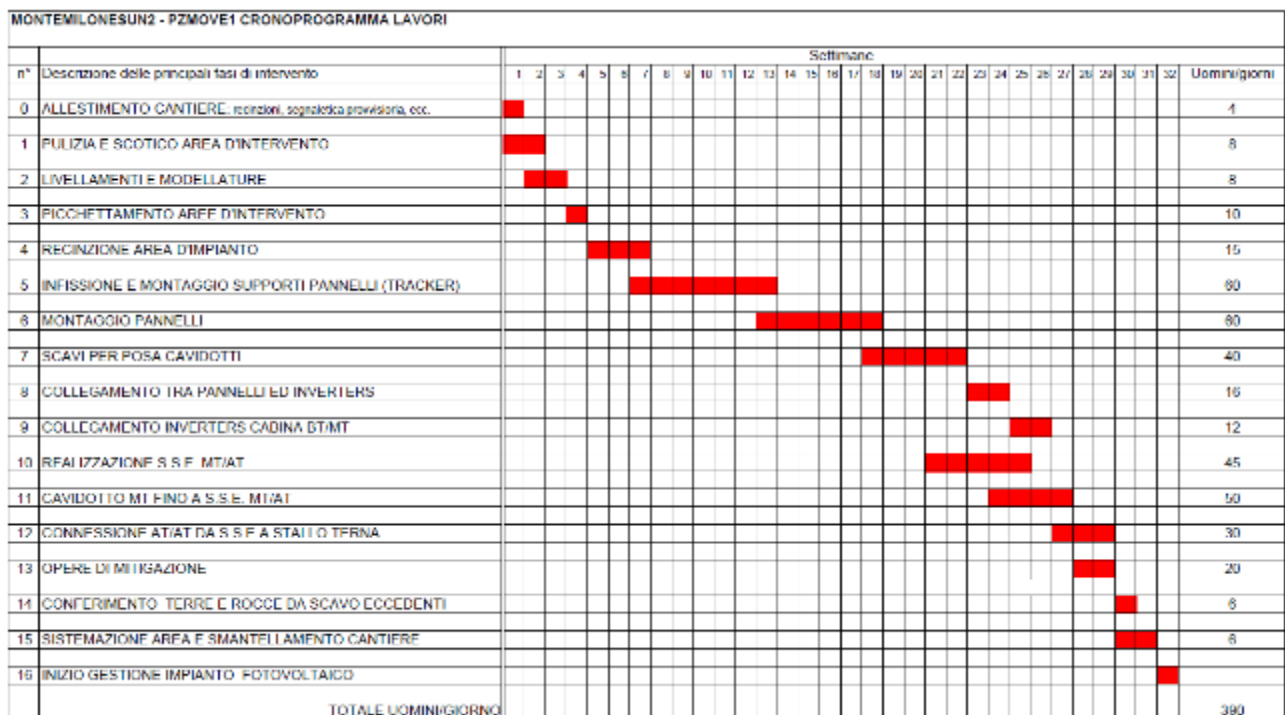 MONTEMILONESUN2 - PZMOVE1 CRONOPROGRAMMA LAVORI
Settimane
n° Descrizione delle principali fasi di intervento 1 2 3 4 5 6 7 8 9 10 11 12 13 14 15 16 17 18 19 20 21 22 23 24 25 26 27 28 29 30 31 32 Uomini/giorni
0 ALLESTIMENTO CANTIERE: recinzioni, segnaletica provvisoria, ecc. 4
1 PULIZIA E SCOTICO AREA D'INTERVENTO 8
2 LIVELLAMENTI E MODELLATURE 8
3 PICCHETTAMENTO AREE D'INTERVENTO 10
4 RECINZIONE AREA D'IMPIANTO 15
5 INFISSIONE E MONTAGGIO SUPPORTI PANNELLI (TRACKER) 60
6 MONTAGGIO PANNELLI 60
7 SCAVI PER POSA CAVIDOTTI 40
8 COLLEGAMENTO TRA PANNELLI ED INVERTERS 16
9 COLLEGAMENTO INVERTERS CABINA BT/MT 12
10 REALIZZAZIONE S.S.E. MT/AT 45
11 CAVIDOTTO MT FINO A S.S.E. MT/AT 50
12 CONNESSIONE AT/AT DA S.S.E A STALLO TERNA 30
13 OPERE DI MITIGAZIONE 20
14 CONFERIMENTO TERRE E ROCCE DA SCAVO ECCEDENTI 6
15 SISTEMAZIONE AREA E SMANTELLAMENTO CANTIERE 6
16 INIZIO GESTIONE IMPIANTO FOTOVOLTAICO
TOTALE UOMINI/GIORNO 390